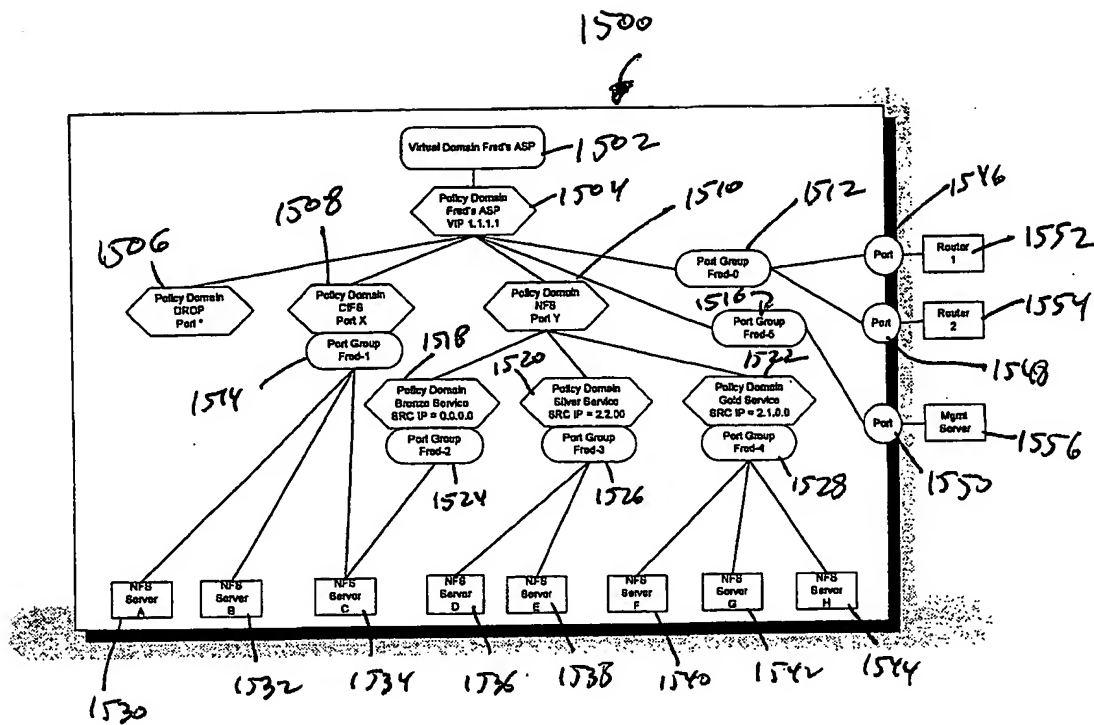 1500
Virtual Domain Fred's ASP
1502
Policy Domain
Fred's ASP
VIP 1.1.1.1
1504
1510
1512
1546
1508
1506
Policy Domain
DROP
Port *
Policy Domain
CIFS
Port X
Port Group
Fred-1
1514
Policy Domain
NFS
Port Y
Port Group
Fred-0
1516
Port Group
Fred-5
Port
Router
1
1552
Port
Router
2
1554
1548
Port
Mgmt
Server
1556
1550
1518
Policy Domain
Bronze Service
SRC IP = 0.0.0.0
Port Group
Fred-2
1524
1520
Policy Domain
Silver Service
SRC IP = 2.2.00
Port Group
Fred-3
1526
1522
Policy Domain
Gold Service
SRC IP = 2.1.0.0
Port Group
Fred-4
1528
NFS
Server
A
NFS
Server
B
NFS
Server
C
NFS
Server
D
NFS
Server
E
NFS
Server
F
NFS
Server
G
NFS
Server
H
1530
1532
1534
1536
1538
1540
1542
1544